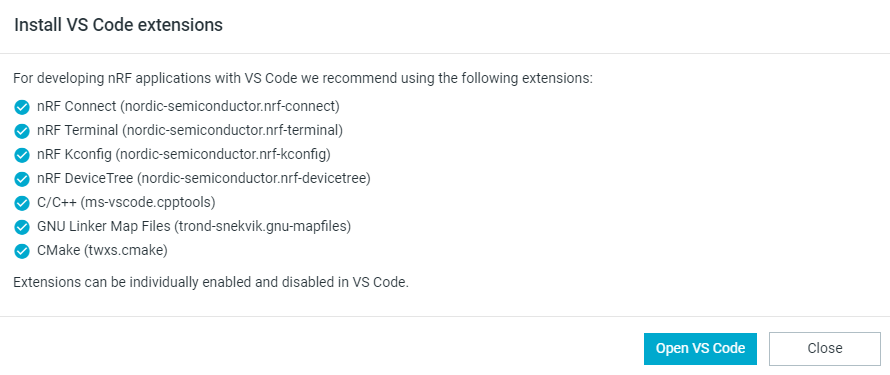 Install VS Code extensions
For developing nRF applications with VS Code we recommend using the following extensions:
nRF Connect (nordic-semiconductor.nrf-connect)
nRF Terminal (nordic-semiconductor.nrf-terminal)
nRF Kconfig (nordic-semiconductor.nrf-kconfig)
nRF DeviceTree (nordic-semiconductor.nrf-devicetree)
C/C++ (ms-vscode.cpptools)
GNU Linker Map Files (trond-snekvik.gnu-mapfiles)
CMake (twxs.cmake)
Extensions can be individually enabled and disabled in VS Code.
Open VS Code Close